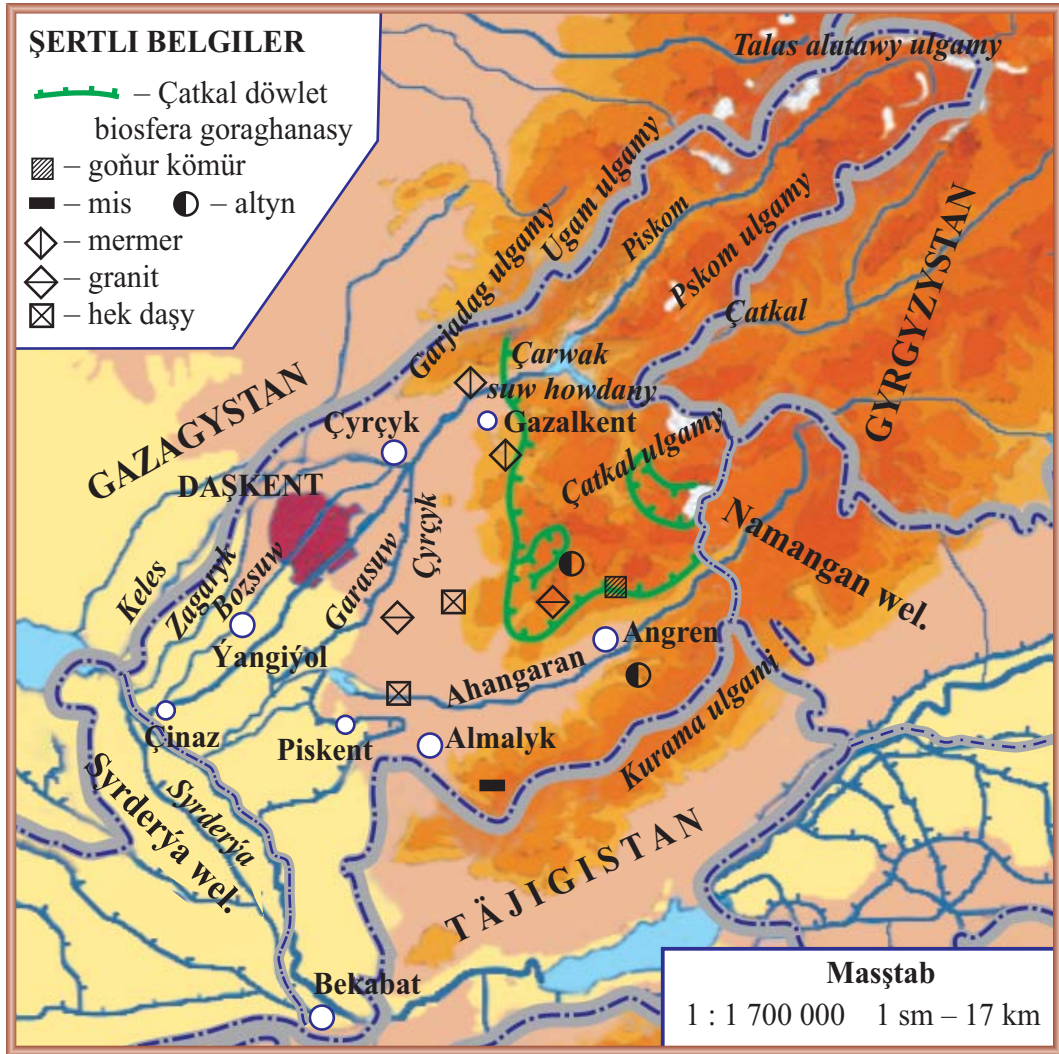 ŞERTLI BELGILER
– Çatkal döwlet
biosfera goraghanasy
– goňur kömür
– mis
– altyn
– mermer
– granit
– hek daşy
Talas alatawy ulgamy
Ugam ulgamy
Piskom
Pskom ulgamy
Garjadag ulgamy
Çatkal
GYRGYZYSTAN
Çarwak
suw howdany
GAZAGYSTAN
Çyrçyk
Gazalkent
Çatkal ulgamy
DAŞKENT
Namangan wel.
Keles
Zagaryk
Bozsuw
Garasuw
Çyrçyk
Ýangiýol
Angren
Ahangaran
Çinaz
Piskent
Almalyk
Kurama ulgami
Syrderýa wel.
Syrderýa
TÄJIGISTAN
Bekabat
Masştab
1 : 1 700 000 1 sm – 17 km